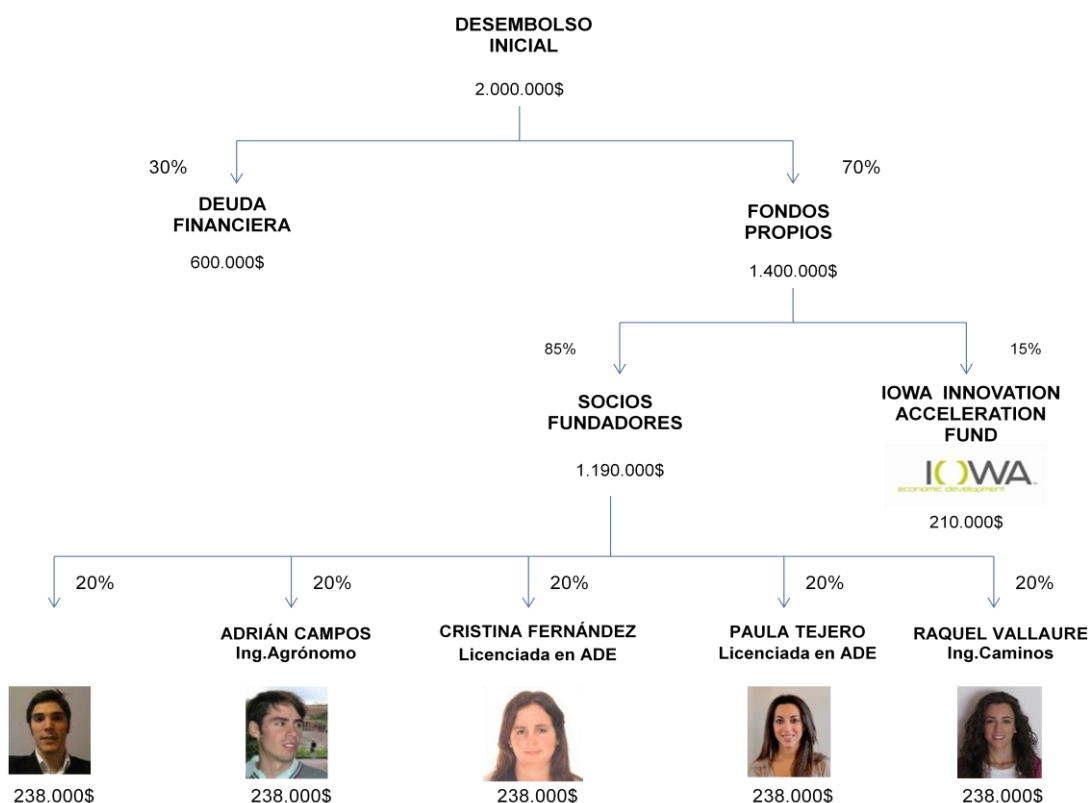 DESEMBOLSO
INICIAL
2.000.000$
30%
70%
DEUDA
FINANCIERA
600.000$
FONDOS
PROPIOS
1.400.000$
85%
15%
SOCIOS
FUNDADORES
1.190.000$
IOWA INNOVATION
ACCELERATION
FUND
IOWA
economic development
210.000$
20%
20%
20%
20%
20%
ADRIÁN CAMPOS
Ing.Agrónomo
CRISTINA FERNÁNDEZ
Licenciada en ADE
PAULA TEJERO
Licenciada en ADE
RAQUEL VALLAURE
Ing.Caminos
238.000$
238.000$
238.000$
238.000$
238.000$